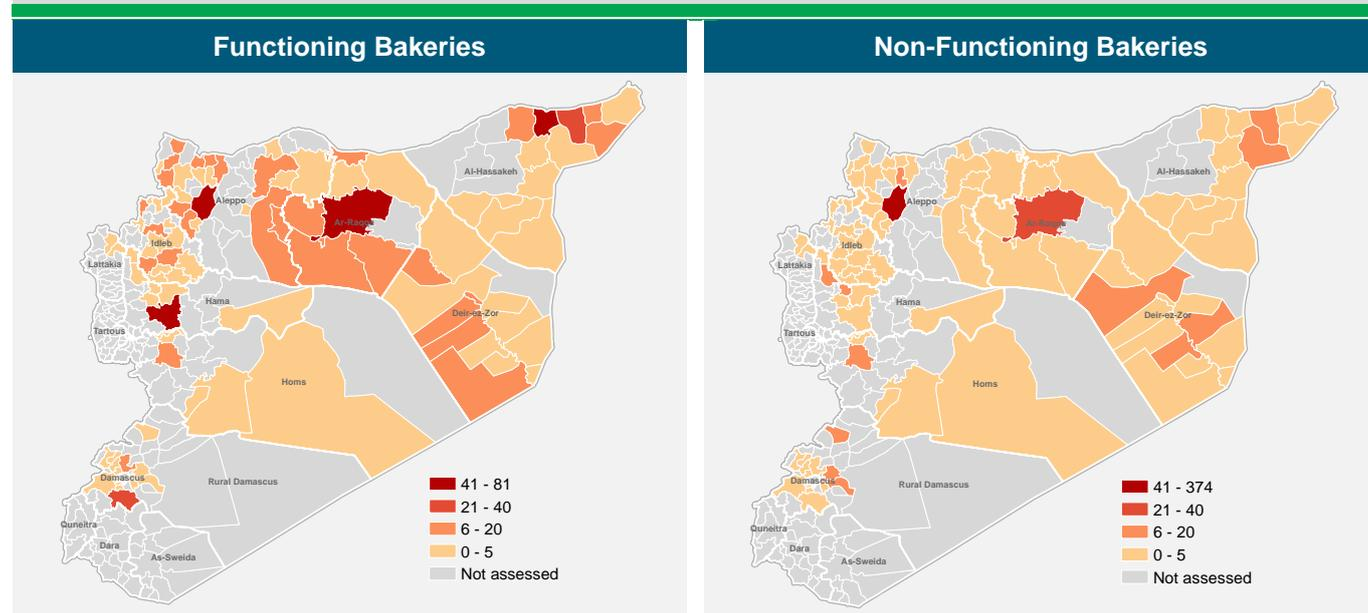 Functioning Bakeries
Al-Hassakeh
Aleppo
Ar-Raqqa
Idleb
Lattakia
Hama
Deir-ez-Zor
Tartous
Homs
Damascus
Rural Damascus
Quneitra
Dara
As-Sweida
41 - 81
21 - 40
6 - 20
0 - 5
Not assessed
Non-Functioning Bakeries
Al-Hassakeh
Aleppo
Ar-Raqqa
Idleb
Lattakia
Hama
Deir-ez-Zor
Tartous
Homs
Damascus
Rural Damascus
Quneitra
Dara
As-Sweida
41 - 374
21 - 40
6 - 20
0 - 5
Not assessed